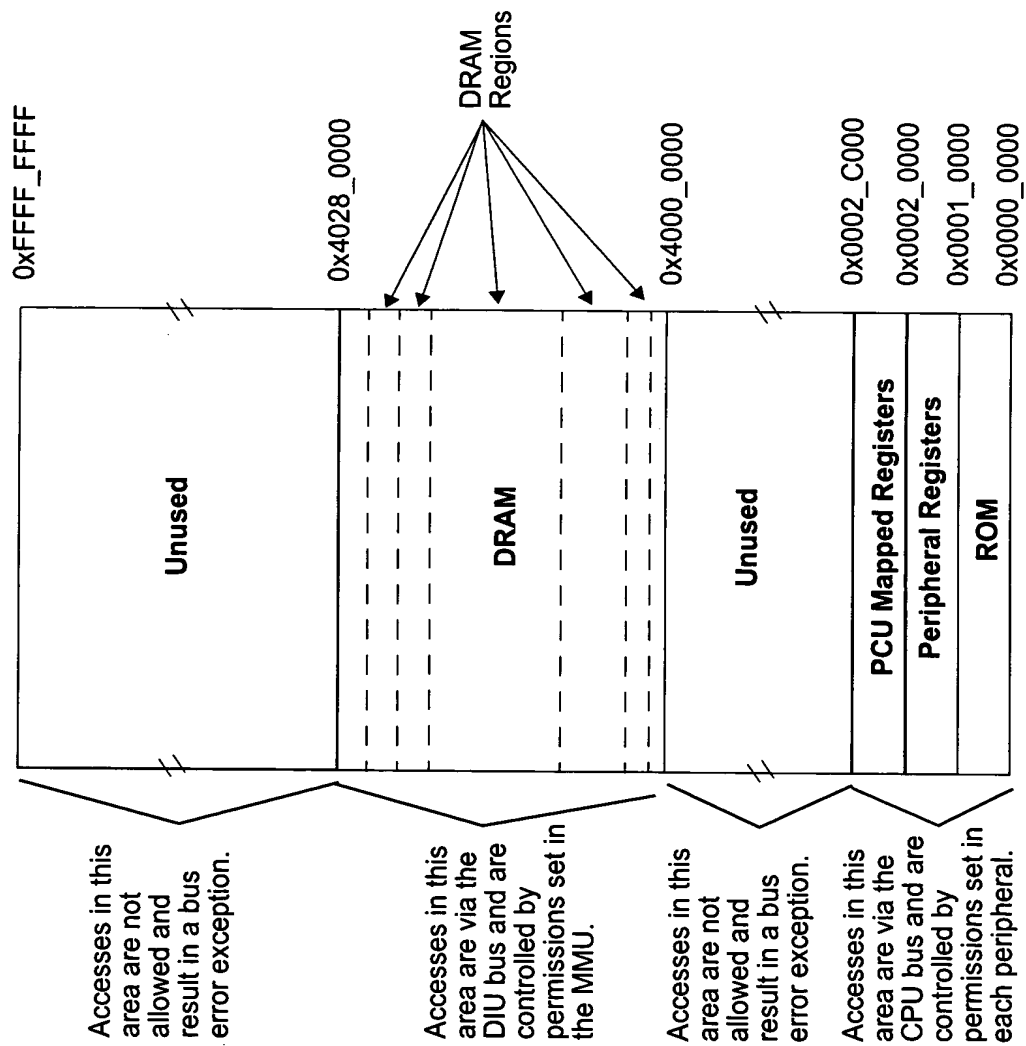 0xFFFF_FFFF
Unused
Accesses in this
area are not
allowed and
result in a bus
error exception.
0x4028_0000
DRAM
Regions
DRAM
Accesses in this
area are via the
DIU bus and are
controlled by
permissions set in
the MMU.
0x4000_0000
Unused
Accesses in this
area are not
allowed and
result in a bus
error exception.
0x0002_C000
PCU Mapped Registers
0x0002_0000
Peripheral Registers
0x0001_0000
ROM
0x0000_0000
Accesses in this
area are via the
CPU bus and are
controlled by
permissions set in
each peripheral.